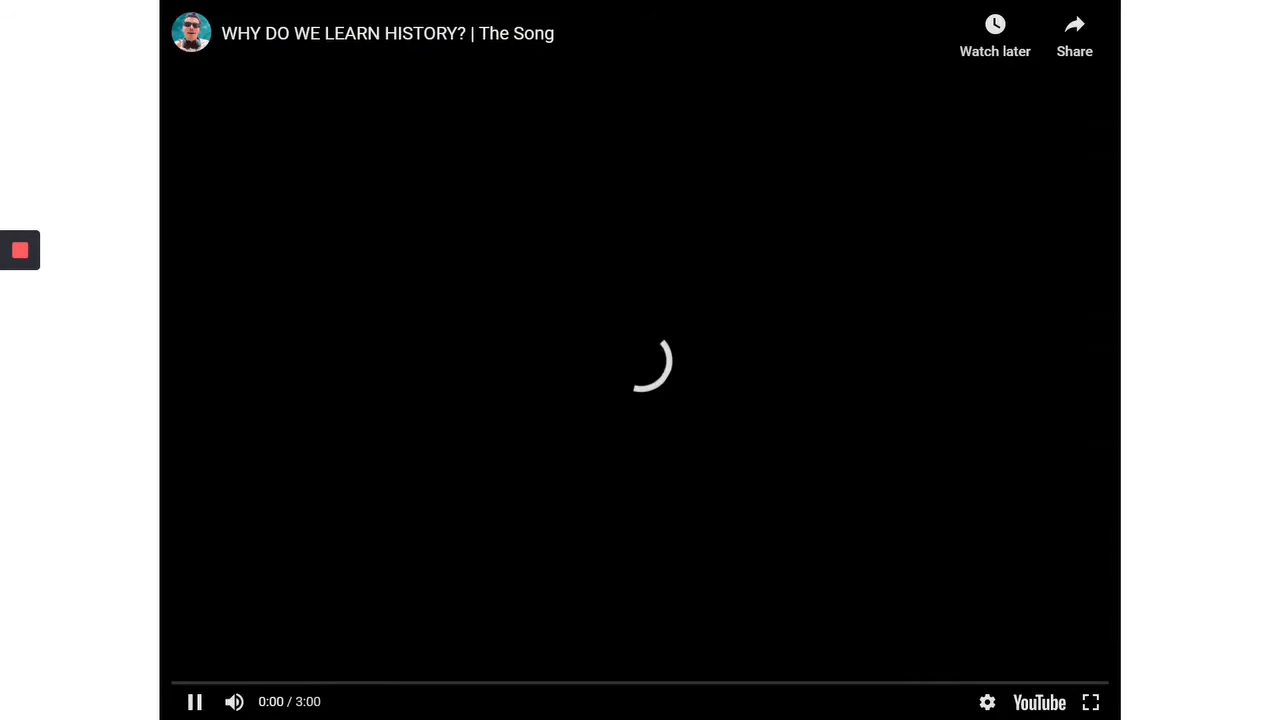 WHY DO WE LEARN HISTORY? | The Song
Watch later
Share
0:00 / 3:00
YouTube